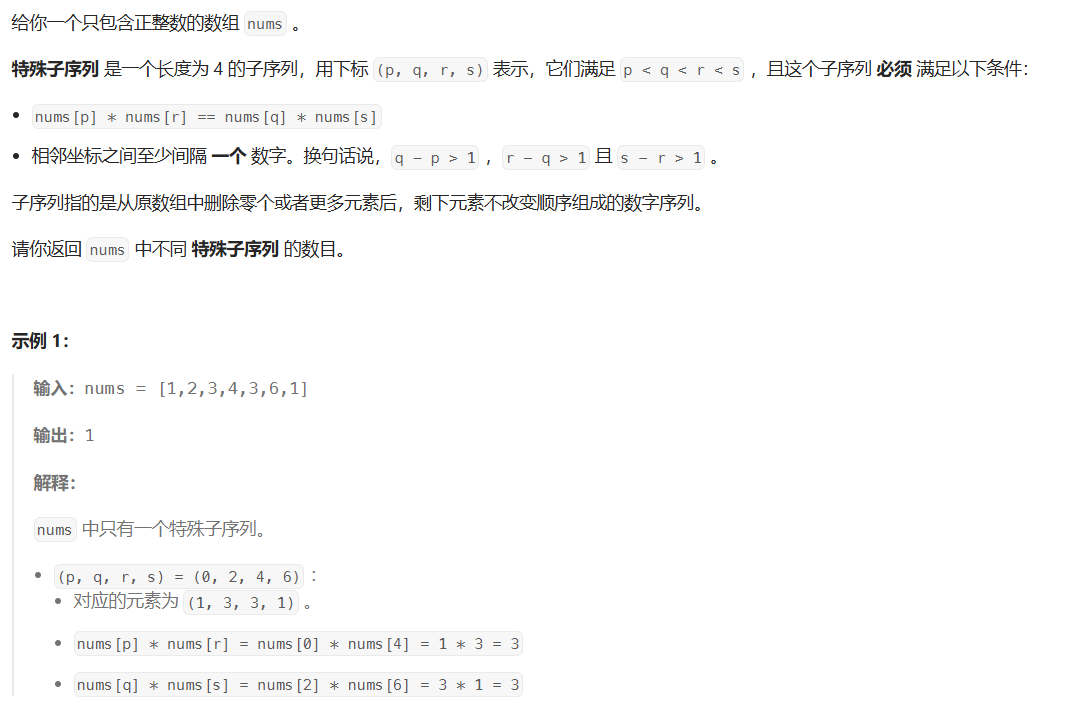 给你一个只包含正整数的数组 nums 。
特殊子序列 是一个长度为 4 的子序列，用下标 (p, q, r, s) 表示，它们满足 p < q < r < s ，且这个子序列 必须 满足以下条件：
• nums[p] * nums[r] == nums[q] * nums[s]
• 相邻坐标之间至少间隔 一个 数字。换句话说，q - p > 1 ，r - q > 1 且 s - r > 1 。
子序列指的是从原数组中删除零个或者更多元素后，剩下元素不改变顺序组成的数字序列。
请你返回 nums 中不同 特殊子序列 的数目。
示例 1：
输入：nums = [1,2,3,4,3,6,1]
输出：1
解释：
nums 中只有一个特殊子序列。
• (p, q, r, s) = (0, 2, 4, 6) ：
• 对应的元素为 (1, 3, 3, 1) 。
• nums[p] * nums[r] = nums[0] * nums[4] = 1 * 3 = 3
• nums[q] * nums[s] = nums[2] * nums[6] = 3 * 1 = 3